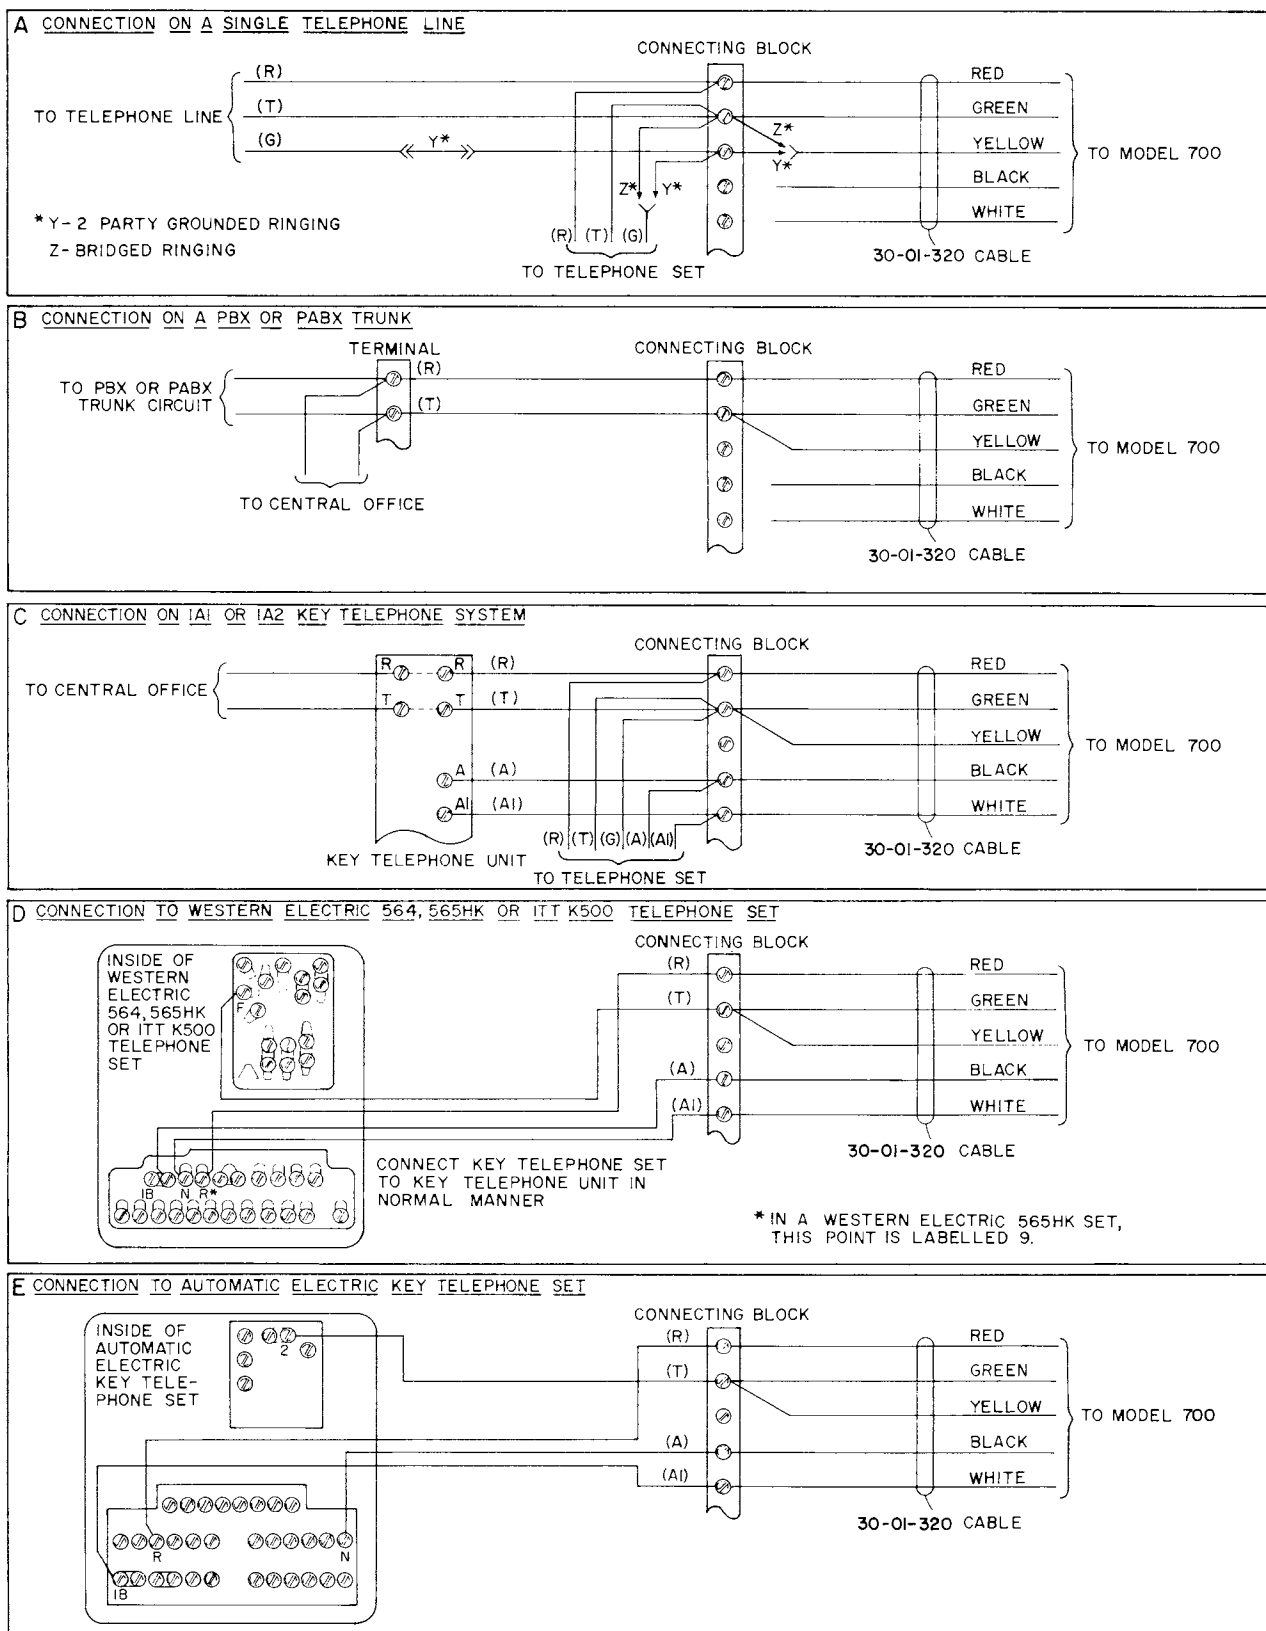 A CONNECTION ON A SINGLE TELEPHONE LINE
CONNECTING BLOCK
(R)
RED
(T)
GREEN
TO TELEPHONE LINE
Z*
(G)
Y*
YELLOW
TO MODEL 700
Y*
BLACK
Z*
Y*
WHITE
* Y-2 PARTY GROUNDED RINGING
Z-BRIDGED RINGING
(R) (T) (G)
30-01-320 CABLE
TO TELEPHONE SET
B CONNECTION ON A PBX OR PABX TRUNK
TERMINAL
CONNECTING BLOCK
(R)
RED
TO PBX OR PABX
TRUNK CIRCUIT
(T)
GREEN
YELLOW
TO MODEL 700
BLACK
TO CENTRAL OFFICE
WHITE
30-01-320 CABLE
C CONNECTION ON 1A1 OR 1A2 KEY TELEPHONE SYSTEM
CONNECTING BLOCK
R R (R)
RED
TO CENTRAL OFFICE
T T (T)
GREEN
YELLOW
TO MODEL 700
A (A)
BLACK
A1 (A1)
WHITE
(R) (T) (G) (A) (A1)
30-01-320 CABLE
KEY TELEPHONE UNIT
TO TELEPHONE SET
D CONNECTION TO WESTERN ELECTRIC 564, 565HK OR ITT K500 TELEPHONE SET
CONNECTING BLOCK
INSIDE OF
WESTERN
ELECTRIC
564, 565HK
OR ITT K500
TELEPHONE
SET
F
(R)
RED
(T)
GREEN
YELLOW
TO MODEL 700
(A)
BLACK
(A1)
WHITE
30-01-320 CABLE
1B N R*
CONNECT KEY TELEPHONE SET
TO KEY TELEPHONE UNIT IN
NORMAL MANNER
* IN A WESTERN ELECTRIC 565HK SET,
THIS POINT IS LABELLED 9.
E CONNECTION TO AUTOMATIC ELECTRIC KEY TELEPHONE SET
CONNECTING BLOCK
INSIDE OF
AUTOMATIC
ELECTRIC
KEY TELE-
PHONE SET
2
(R)
RED
(T)
GREEN
YELLOW
TO MODEL 700
(A)
BLACK
(A1)
WHITE
30-01-320 CABLE
R N
1B